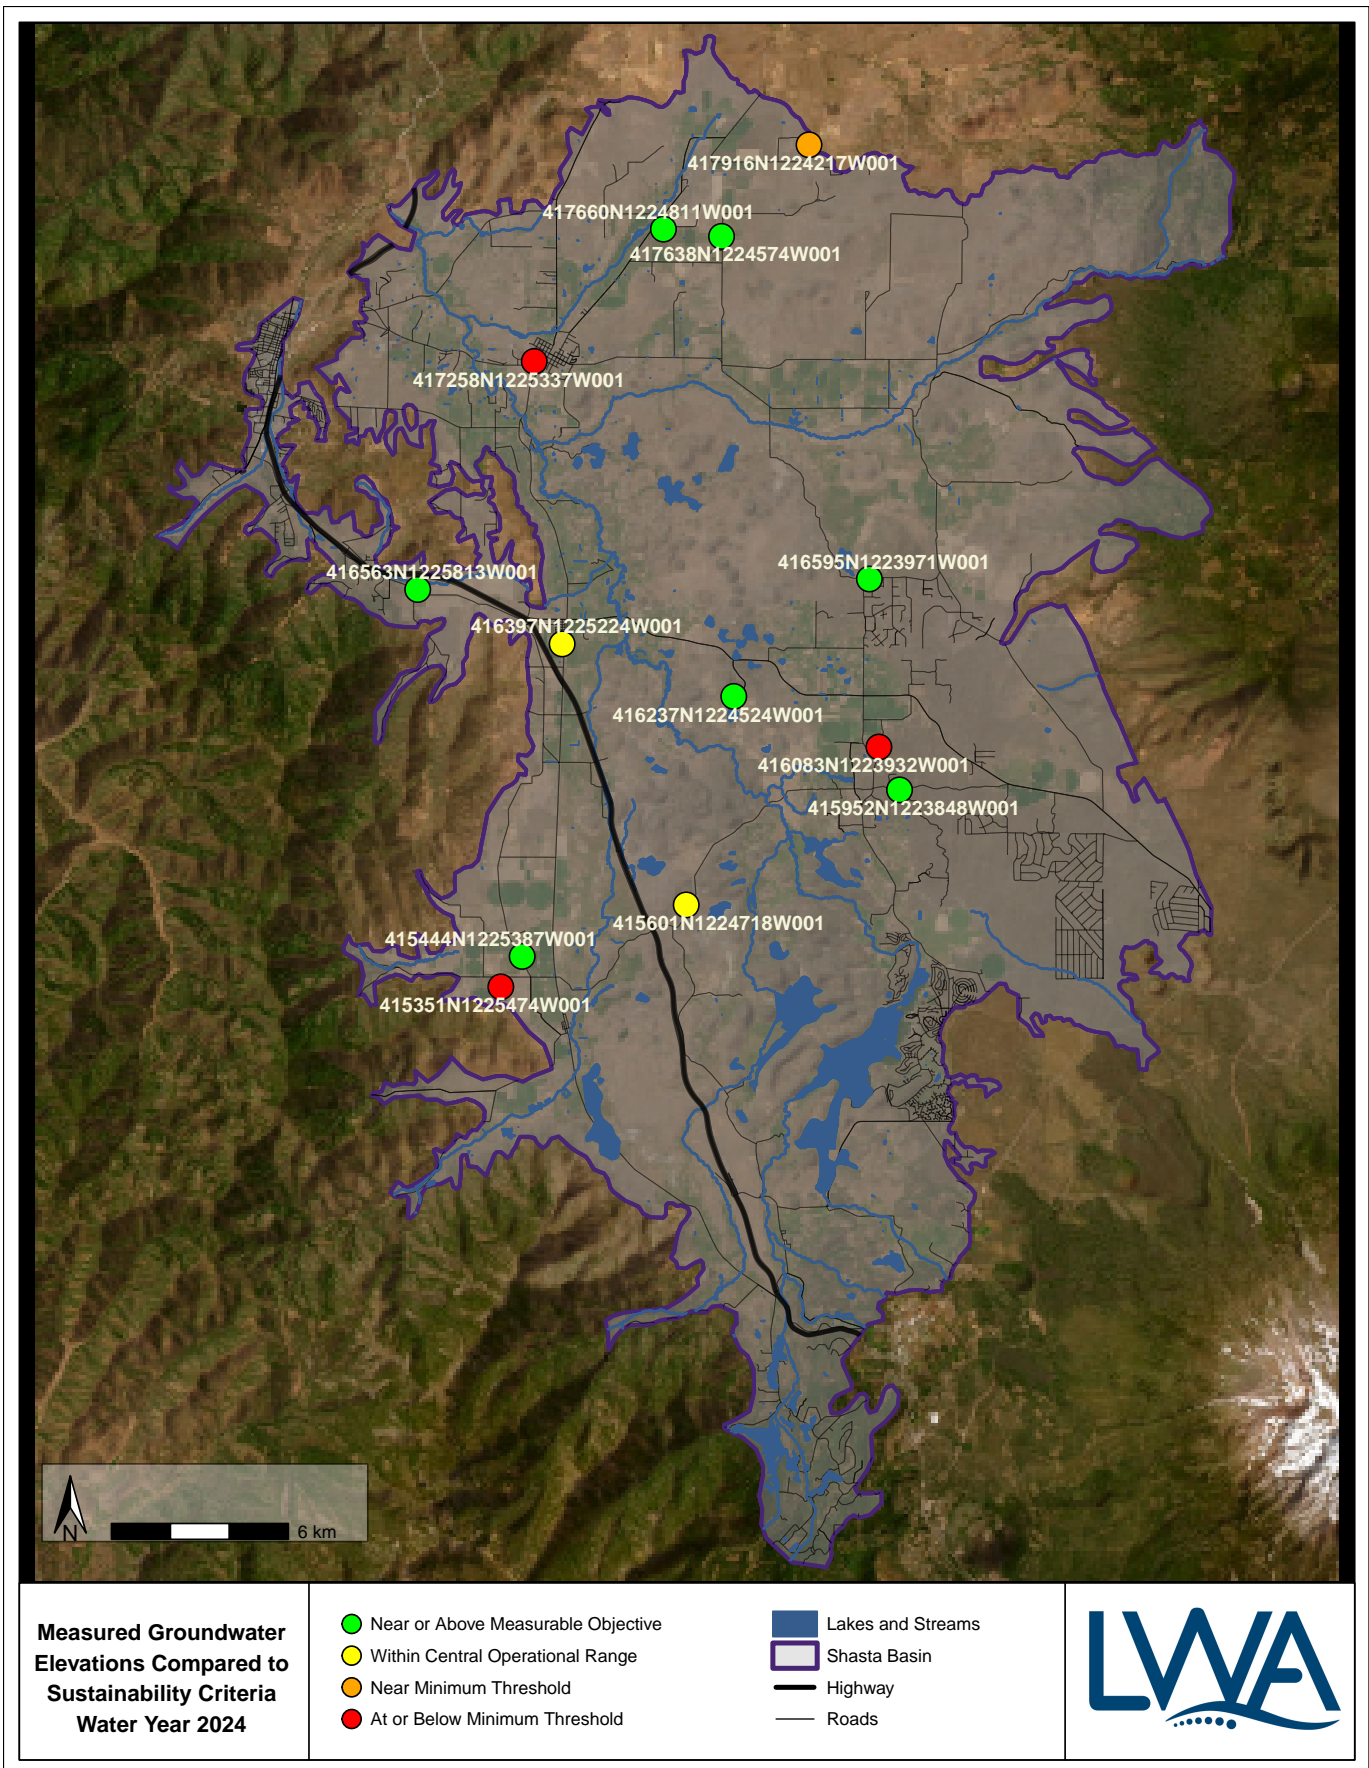 417916N1224217W001
417660N1224811W001
417638N1224574W001
417258N1225337W001
416595N1223971W001
416563N1225813W001
416397N1225224W001
416237N1224524W001
416083N1223932W001
415952N1223848W001
415601N1224718W001
415444N1225387W001
415351N1225474W001
N
6 km
Measured Groundwater
Elevations Compared to
Sustainability Criteria
Water Year 2024
Near or Above Measurable Objective
Within Central Operational Range
Near Minimum Threshold
At or Below Minimum Threshold
Lakes and Streams
Shasta Basin
Highway
Roads
LWA